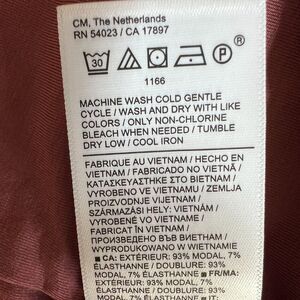 CM, The Netherlands
RN 54023 / CA 17897
30
P
1166
MACHINE WASH COLD GENTLE
CYCLE / WASH AND DRY WITH LIKE
COLORS / ONLY NON-CHLORINE
BLEACH WHEN NEEDED / TUMBLE
DRY LOW / COOL IRON
FABRIQUE AU VIETNAM / HECHO EN
VIETNAM / FABRICADO NO VIETNÃ /
ΚΑΤΑΣΚΕΥΑΣΤΗΚΕ ΣΤΟ ΒΙΕΤΝΑΜ /
VYROBENO VE VIETNAMU / ZEMLJA
PROIZVODNJE VIJETNAM /
SZÁRMAZÁSI HELY: VIETNÁM /
VYROBENÉ VO VIETNAME /
FABRICAT ÎN VIETNAM /
ПРОИЗВЕДЕНО ВЪВ ВИЕТНАМ /
WYPRODUKOWANO W WIETNAMIE
CA: EXTÉRIEUR: 93% MODAL, 7%
ÉLASTHANNE / DOUBLURE: 93%
MODAL, 7% ÉLASTHANNE FR/MA:
EXTÉRIEUR: 93% MODAL, 7%
ÉLASTHANNE / DOUBLURE: 93%
MODAL, 7% ÉLASTHANNE IT: